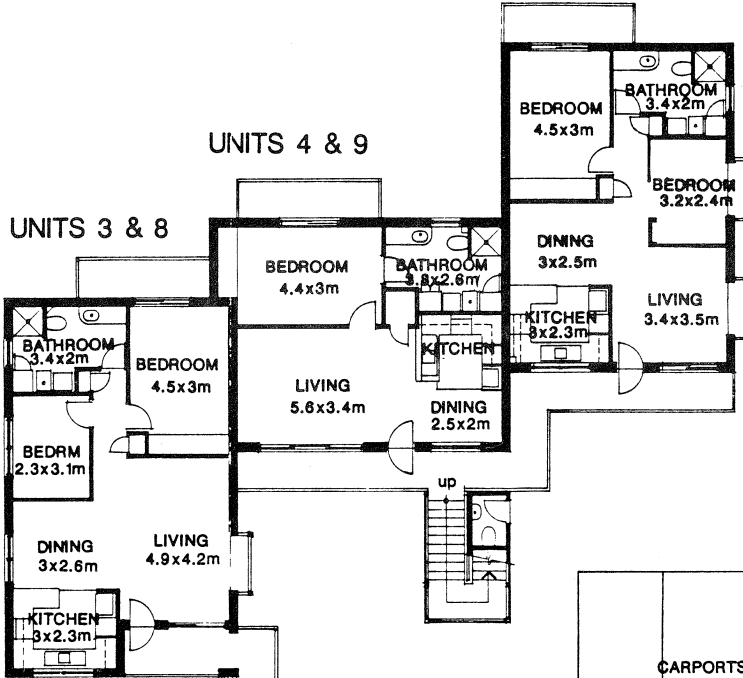 UNITS 4 & 9
UNITS 3 & 8
BATHROOM
3.4x2m
BEDROOM
4.5x3m
BEDRM
2.3x3.1m
DINING
3x2.6m
LIVING
4.9x4.2m
KITCHEN
3x2.3m
BEDROOM
4.4x3m
BATHROOM
LIVING
5.6x3.4m
KITCHEN
DINING
2.5x2m
BEDROOM
4.5x3m
BATHROOM
3.4x2m
BEDROOM
3.2x2.4m
DINING
3x2.5m
KITCHEN
3x2.3m
LIVING
3.4x3.5m
up
CARPORTS